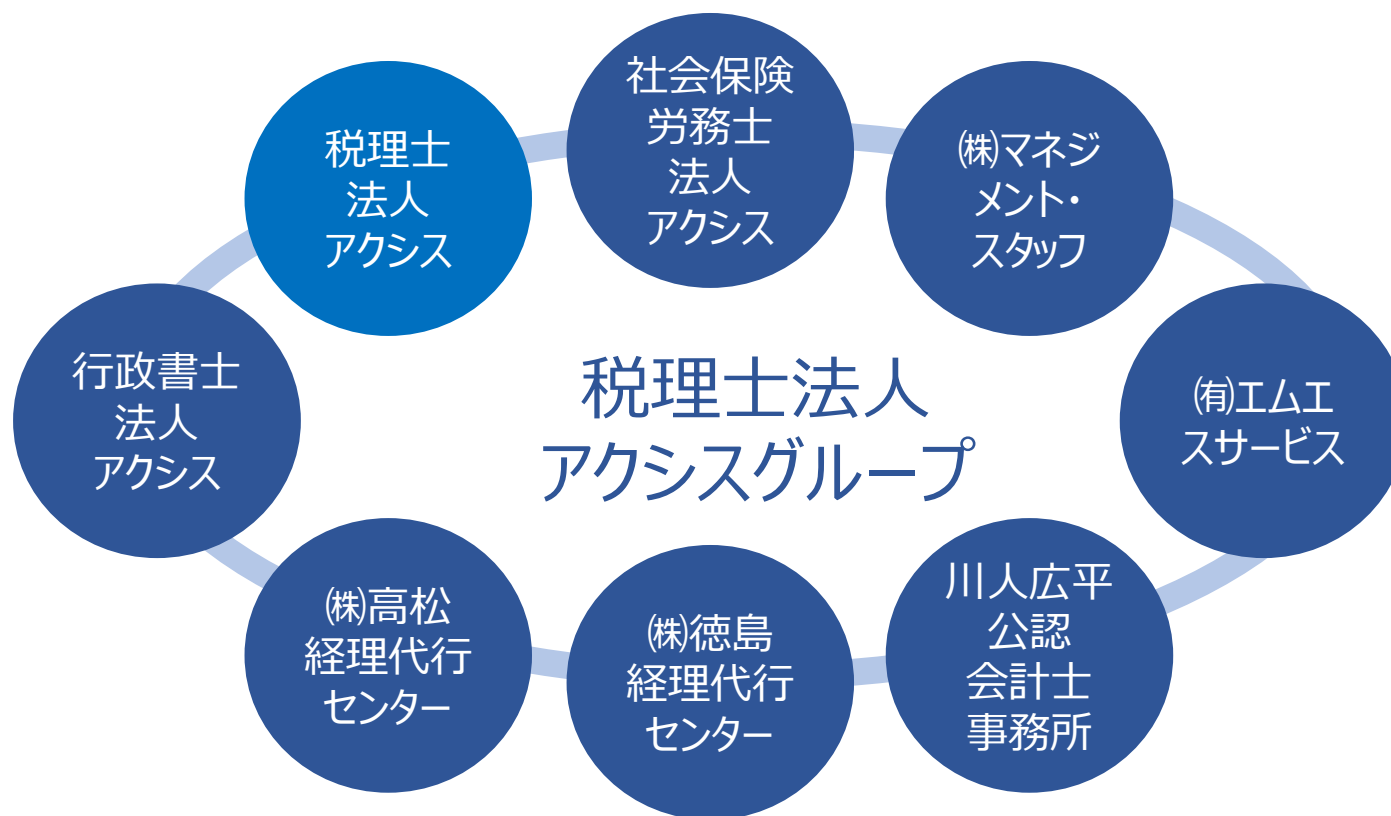 社会保険
労務士
法人
アクシス
税理士
法人
アクシス
㈱マネジ
メント・
スタッフ
行政書士
法人
アクシス
税理士法人
アクシスグループ
㈲エムエ
スサービス
㈱高松
経理代行
センター
㈱徳島
経理代行
センター
川人広平
公認
会計士
事務所